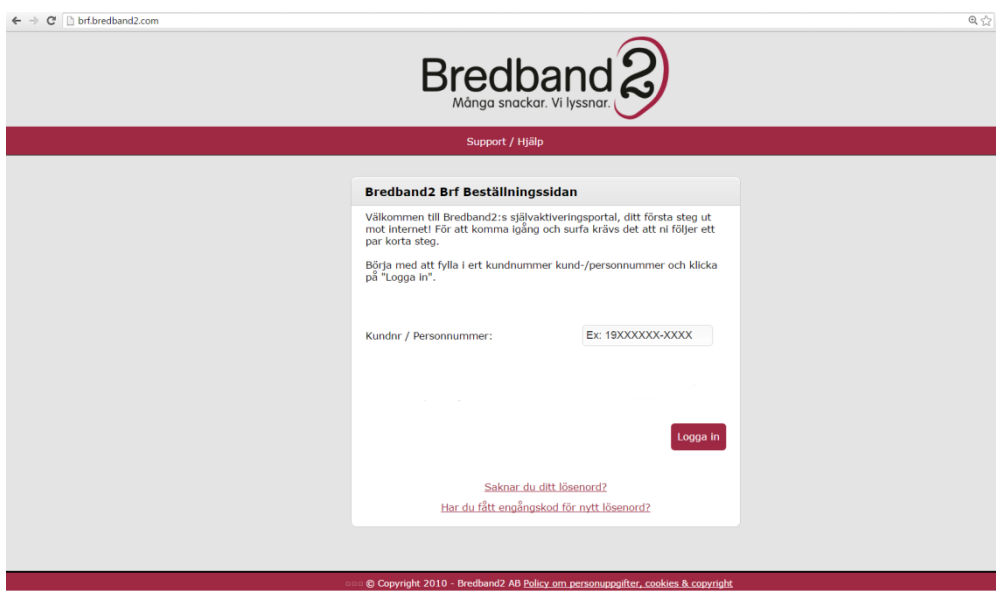 brf.bredband2.com
Bredband2
Många snackar. Vi lyssnar.
Support / Hjälp
Bredband2 Brf Beställningssidan
Välkommen till Bredband2:s självaktiveringsportal, ditt första steg ut
mot internet! För att komma igång och surfa krävs det att ni följer ett
par korta steg.
Börja med att fylla i ert kundnummer kund-/personnummer och klicka
på "Logga in".
Kundnr / Personnummer:
Ex: 19XXXXXX-XXXX
Logga in
Saknar du ditt lösenord?
Har du fått engångskod för nytt lösenord?
© Copyright 2010 - Bredband2 AB Policy om personuppgifter, cookies & copyright